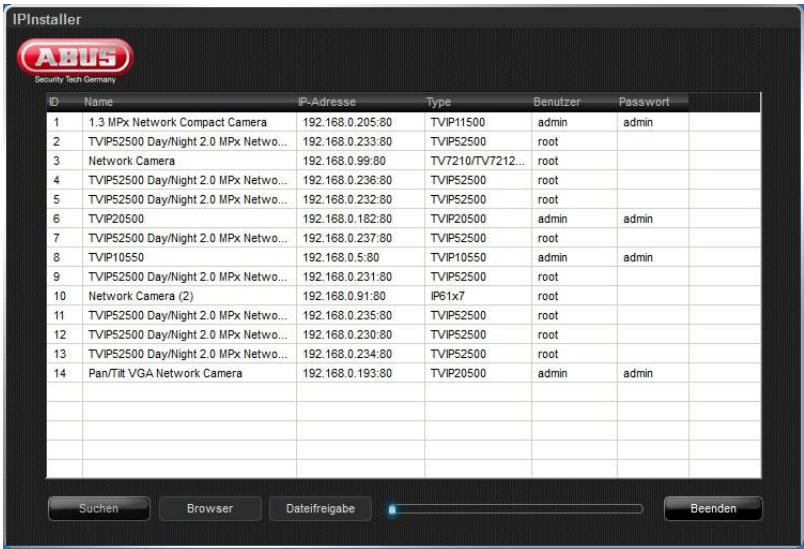 IPInstaller
ABUS
Security Tech Germany
ID Name IP-Adresse Type Benutzer Passwort
1 1.3 MPx Network Compact Camera 192.168.0.205:80 TVIP11500 admin admin
2 TVIP52500 Day/Night 2.0 MPx Netwo... 192.168.0.233:80 TVIP52500 root
3 Network Camera 192.168.0.99:80 TV7210/TV7212... root
4 TVIP52500 Day/Night 2.0 MPx Netwo... 192.168.0.236:80 TVIP52500 root
5 TVIP52500 Day/Night 2.0 MPx Netwo... 192.168.0.232:80 TVIP52500 root
6 TVIP20500 192.168.0.182:80 TVIP20500 admin admin
7 TVIP52500 Day/Night 2.0 MPx Netwo... 192.168.0.237:80 TVIP52500 root
8 TVIP10550 192.168.0.5:80 TVIP10550 admin admin
9 TVIP52500 Day/Night 2.0 MPx Netwo... 192.168.0.231:80 TVIP52500 root
10 Network Camera (2) 192.168.0.91:80 IP61x7 root
11 TVIP52500 Day/Night 2.0 MPx Netwo... 192.168.0.235:80 TVIP52500 root
12 TVIP52500 Day/Night 2.0 MPx Netwo... 192.168.0.230:80 TVIP52500 root
13 TVIP52500 Day/Night 2.0 MPx Netwo... 192.168.0.234:80 TVIP52500 root
14 Pan/Tilt VGA Network Camera 192.168.0.193:80 TVIP20500 admin admin
Suchen Browser Dateifreigabe Beenden